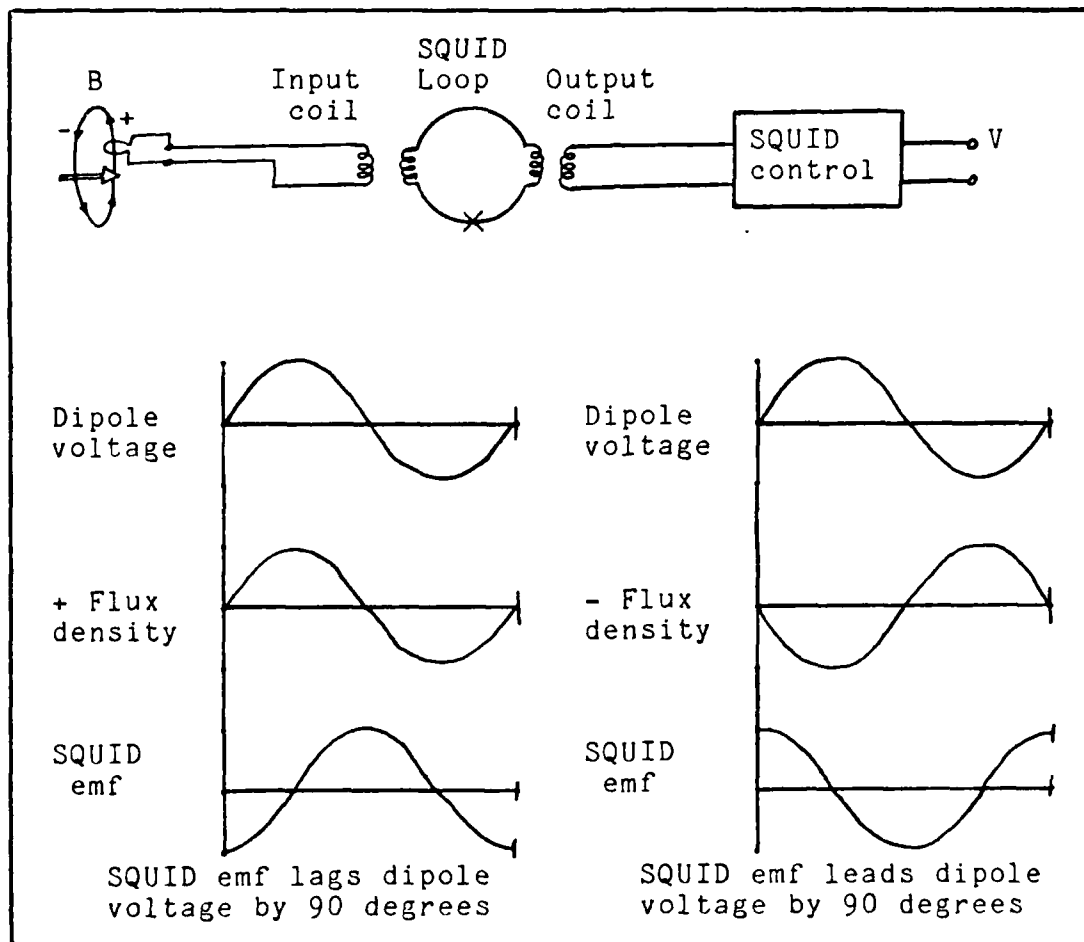 SQUID
Loop
B
Input
coil
Output
coil
- +
SQUID
control
V
Dipole
voltage
+ Flux
density
SQUID
emf
SQUID emf lags dipole
voltage by 90 degrees
Dipole
voltage
- Flux
density
SQUID
emf
SQUID emf leads dipole
voltage by 90 degrees